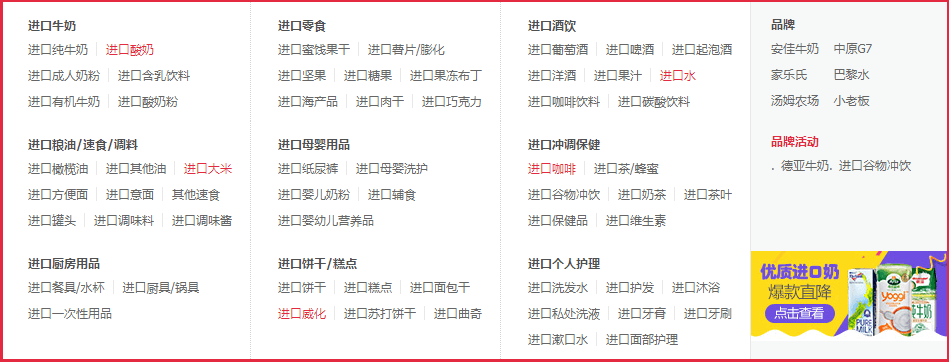 进口牛奶
进口纯牛奶 进口酸奶
进口成人奶粉 进口含乳饮料
进口有机牛奶 进口酸奶粉
进口粮油/速食/调料
进口橄榄油 进口其他油 进口大米
进口方便面 进口意面 其他速食
进口罐头 进口调味料 进口调味酱
进口厨房用品
进口餐具/水杯 进口厨具/锅具
进口一次性用品
进口零食
进口蜜饯果干 进口薯片/膨化
进口坚果 进口糖果 进口果冻布丁
进口海产品 进口肉干 进口巧克力
进口母婴用品
进口纸尿裤 进口母婴洗护
进口婴儿奶粉 进口辅食
进口婴幼儿营养品
进口饼干/糕点
进口饼干 进口糕点 进口面包干
进口威化 进口苏打饼干 进口曲奇
进口酒饮
进口葡萄酒 进口啤酒 进口起泡酒
进口洋酒 进口果汁 进口水
进口咖啡饮料 进口碳酸饮料
进口冲调保健
进口咖啡 进口茶/蜂蜜
进口谷物冲饮 进口奶茶 进口茶叶
进口保健品 进口维生素
进口个人护理
进口洗发水 进口护发 进口沐浴
进口私处洗液 进口牙膏 进口牙刷
进口漱口水 进口面部护理
品牌
安佳牛奶 中原G7
家乐氏 巴黎水
汤姆农场 小老板
品牌活动
. 德亚牛奶. 进口谷物冲饮
优质进口奶
爆款直降
点击查看
PURE
MILK
yoggi
纯牛奶